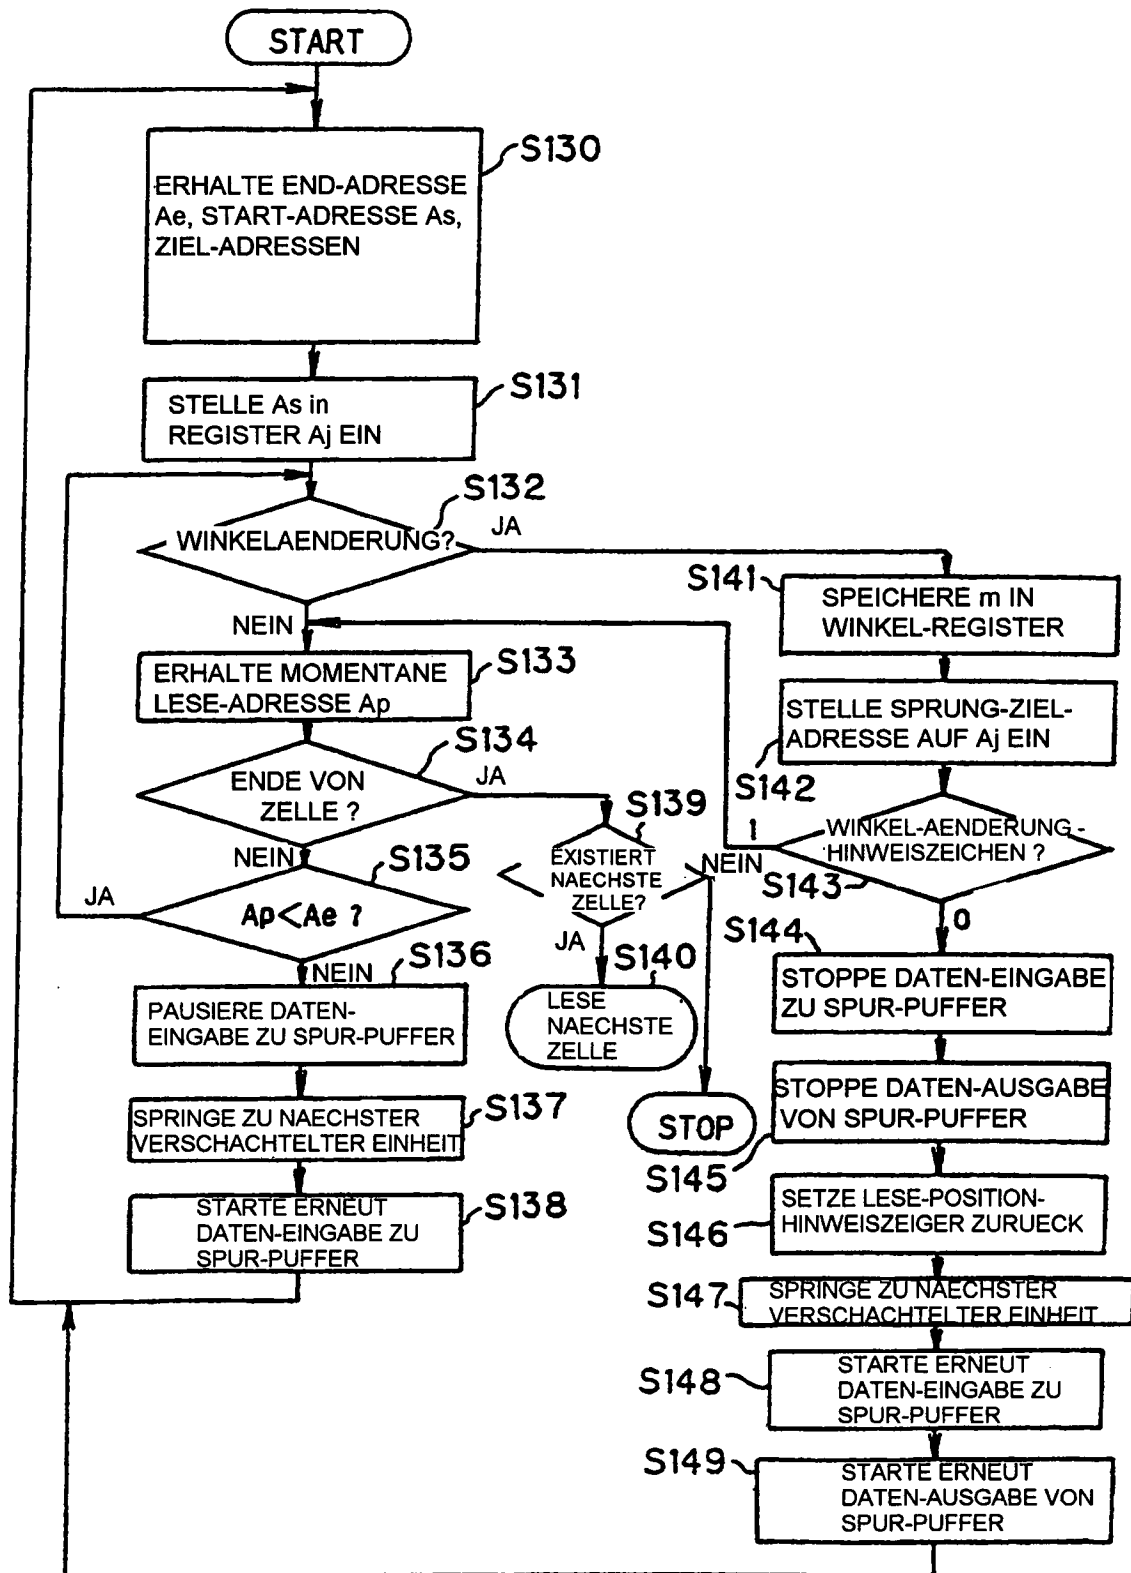 START
S130
ERHALTE END-ADRESSE
Ae, START-ADRESSE As,
ZIEL-ADRESSEN
S131
STELLE As in
REGISTER Aj EIN
S132
WINKELAENDERUNG?
JA
NEIN
S133
ERHALTE MOMENTANE
LESE-ADRESSE Ap
S134
ENDE VON
ZELLE ?
JA
NEIN
S135
Ap<Ae ?
JA
NEIN
S136
PAUSIERE DATEN-
EINGABE ZU SPUR-PUFFER
S137
SPRINGE ZU NAECHSTER
VERSCHACHTELTER EINHEIT
S138
STARTE ERNEUT
DATEN-EINGABE ZU
SPUR-PUFFER
S139
EXISTIERT
NAECHSTE
ZELLE?
NEIN
JA
S140
LESE
NAECHSTE
ZELLE
STOP
S141
SPEICHERE m IN
WINKEL-REGISTER
STELLE SPRUNG-ZIEL-
ADRESSE AUF Aj EIN
S142
1
WINKEL-AENDERUNG-
HINWEISZEICHEN ?
S143
0
S144
STOPPE DATEN-EINGABE
ZU SPUR-PUFFER
STOPPE DATEN-AUSGABE
VON SPUR-PUFFER
S145
SETZE LESE-POSITION-
HINWEISZEIGER ZURUECK
S146
S147
SPRINGE ZU NAECHSTER
VERSCHACHTELTER EINHEIT
S148
STARTE ERNEUT
DATEN-EINGABE ZU
SPUR-PUFFER
S149
STARTE ERNEUT
DATEN-AUSGABE VON
SPUR-PUFFER